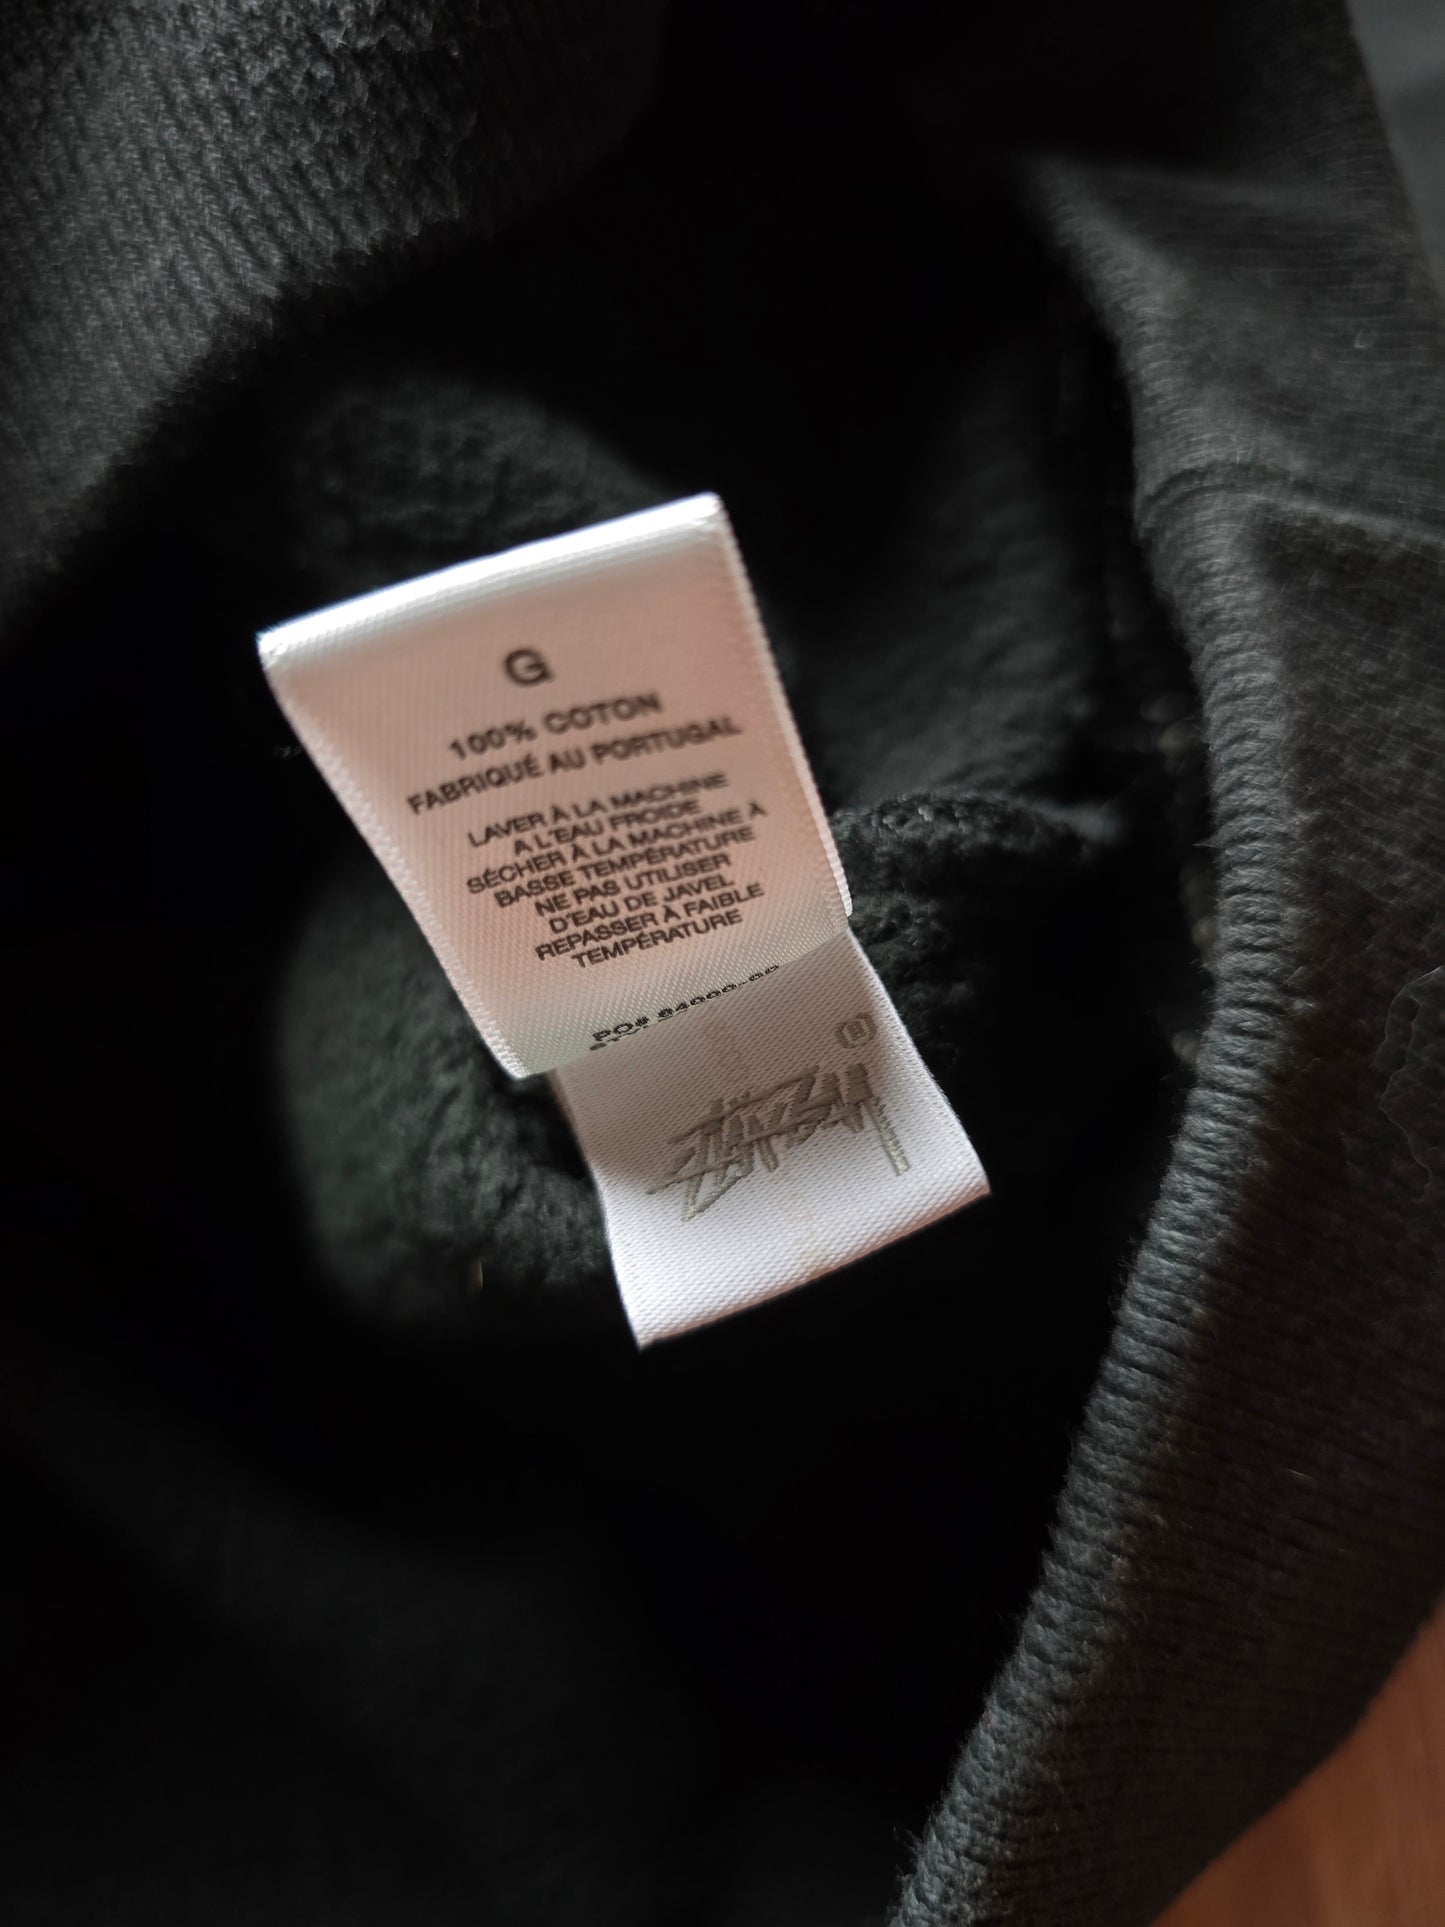 G
100% COTON
FABRIQUÉ AU PORTUGAL
LAVER À LA MACHINE
A L'EAU FROIDE
SÉCHER À LA MACHINE À
BASSE TEMPÉRATURE
NE PAS UTILISER
D'EAU DE JAVEL
REPASSER À FAIBLE
TEMPÉRATURE
PO#